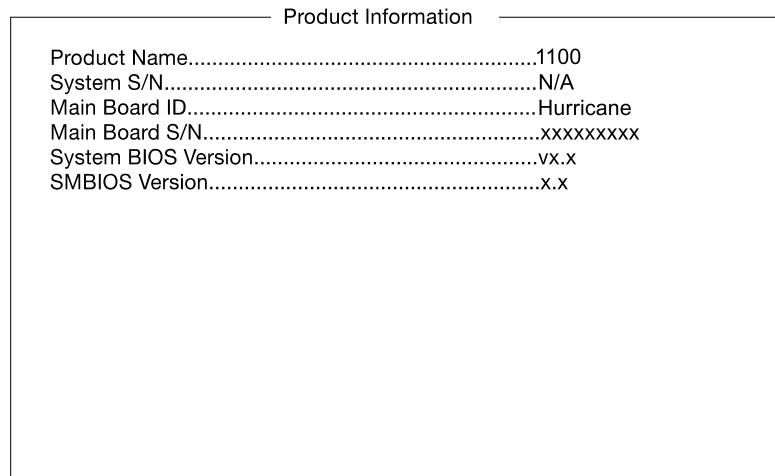 Product Information
Product Name..........................................................1100
System S/N..............................................................N/A
Main Board ID..........................................................Hurricane
Main Board S/N........................................................xxxxxxxxx
System BIOS Version...............................................vx.x
SMBIOS Version.......................................................x.x